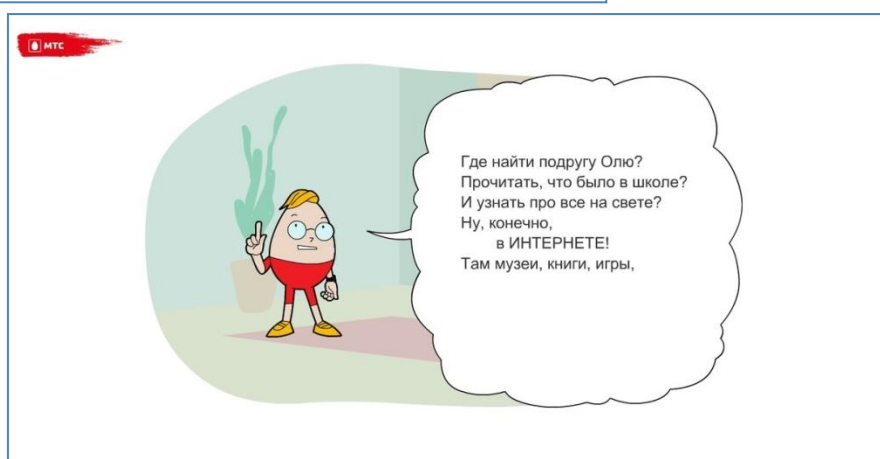 МТС
Где найти подругу Олю?
Прочитать, что было в школе?
И узнать про все на свете?
Ну, конечно,
в ИНТЕРНЕТЕ!
Там музеи, книги, игры,